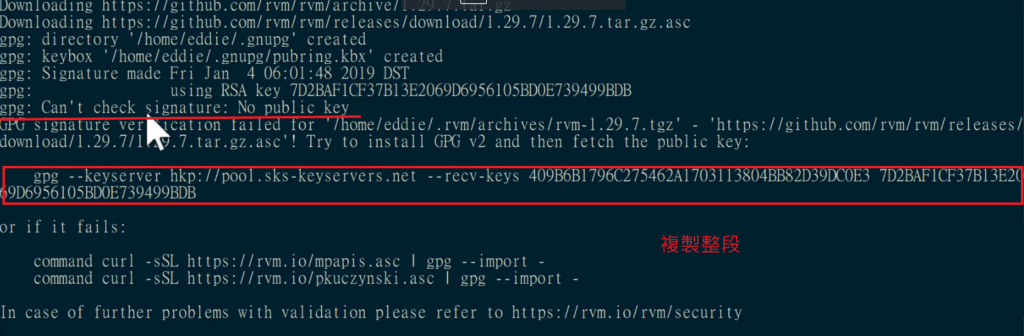 Downloading https://github.com/rvm/rvm/archive/1.29.7.tar.gz
Downloading https://github.com/rvm/rvm/releases/download/1.29.7/1.29.7.tar.gz.asc
gpg: directory '/home/eddie/.gnupg' created
gpg: keybox '/home/eddie/.gnupg/pubring.kbx' created
gpg: Signature made Fri Jan  4 06:01:48 2019 DST
gpg:                using RSA key 7D2BAF1CF37B13E2069D6956105BD0E739499BDB
gpg: Can't check signature: No public key
GPG signature verification failed for '/home/eddie/.rvm/archives/rvm-1.29.7.tgz' - 'https://github.com/rvm/rvm/releases/
download/1.29.7/1.29.7.tar.gz.asc'! Try to install GPG v2 and then fetch the public key:
gpg --keyserver hkp://pool.sks-keyservers.net --recv-keys 409B6B1796C275462A1703113804BB82D39DC0E3 7D2BAF1CF37B13E20
69D6956105BD0E739499BDB
or if it fails:
複製整段
command curl -sSL https://rvm.io/mpapis.asc | gpg --import -
command curl -sSL https://rvm.io/pkuczynski.asc | gpg --import -
In case of further problems with validation please refer to https://rvm.io/rvm/security